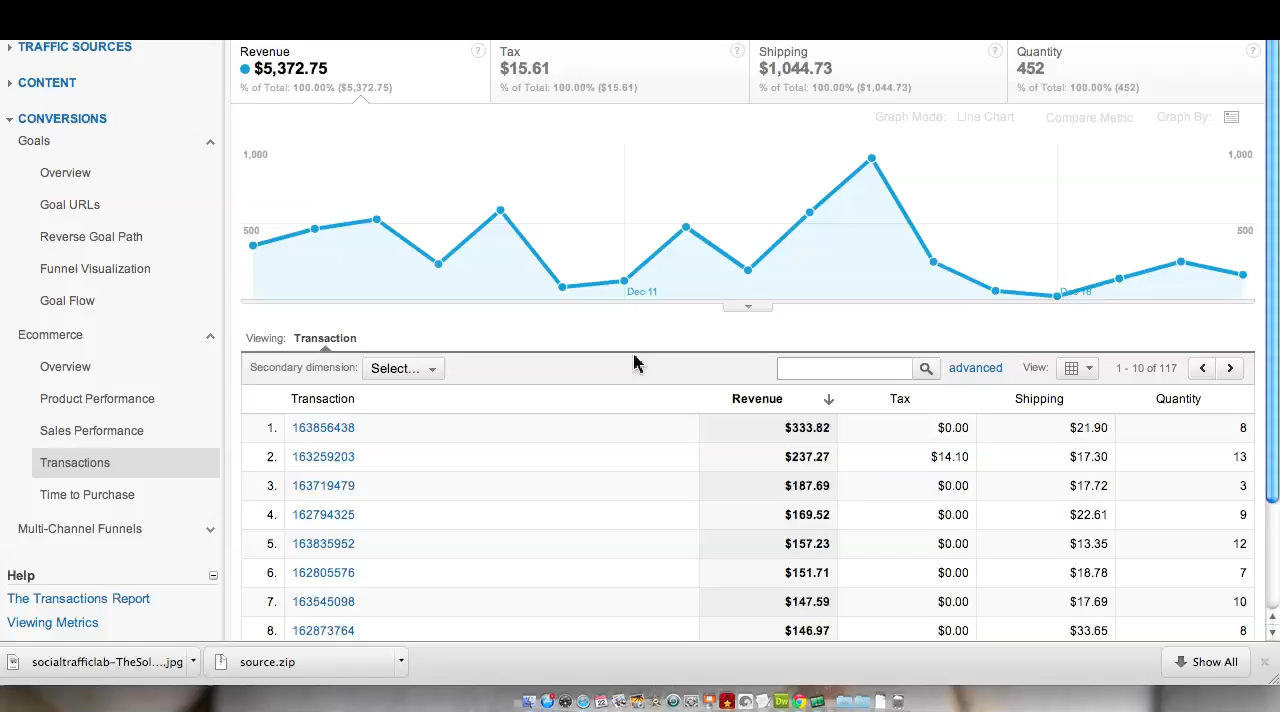 TRAFFIC SOURCES
CONTENT
CONVERSIONS
Goals
Overview
Goal URLs
Reverse Goal Path
Funnel Visualization
Goal Flow
Ecommerce
Overview
Product Performance
Sales Performance
Transactions
Time to Purchase
Multi-Channel Funnels
Help
The Transactions Report
Viewing Metrics
Revenue ? Tax ? Shipping ? Quantity ?
$5,372.75 $15.61 $1,044.73 452
% of Total: 100.00% ($5,372.75) % of Total: 100.00% ($15.61) % of Total: 100.00% ($1,044.73) % of Total: 100.00% (452)
Graph Mode: Line Chart Compare Metric Graph By:
1,000 1,000
500 500
Dec 11 Dec 18
Viewing: Transaction
Secondary dimension: Select... advanced View: 1 - 10 of 117
Transaction Revenue Tax Shipping Quantity
1. 163856438 $333.82 $0.00 $21.90 8
2. 163259203 $237.27 $14.10 $17.30 13
3. 163719479 $187.69 $0.00 $17.72 3
4. 162794325 $169.52 $0.00 $22.61 9
5. 163835952 $157.23 $0.00 $13.35 12
6. 162805576 $151.71 $0.00 $18.78 7
7. 163545098 $147.59 $0.00 $17.69 10
8. 162873764 $146.97 $0.00 $33.65 8
socialtrafficlab-TheSol....jpg source.zip Show All
Dw